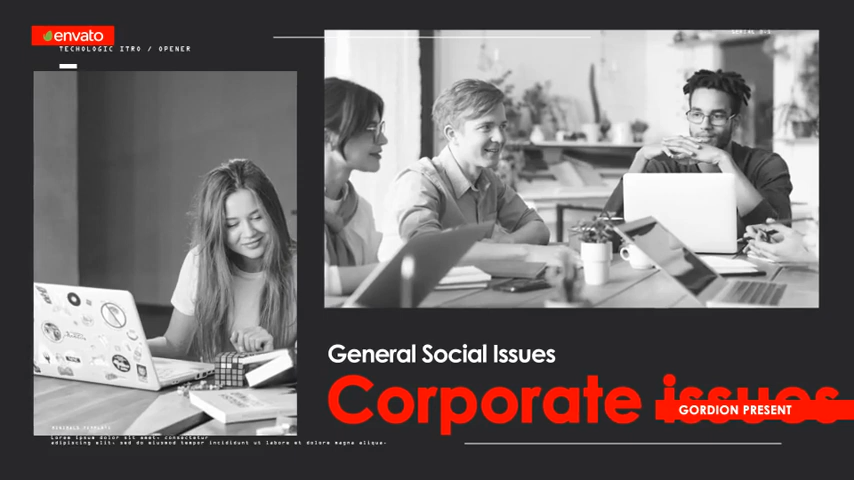 envato
TECHOLOGIC ITRO / OPENER
General Social Issues
Corporate issues
GORDION PRESENT
Lorem ipsum dolor sit amet, consectetur
adipiscing elit, sed do eiusmod tempor incididunt ut labore et dolore magna aliqua.